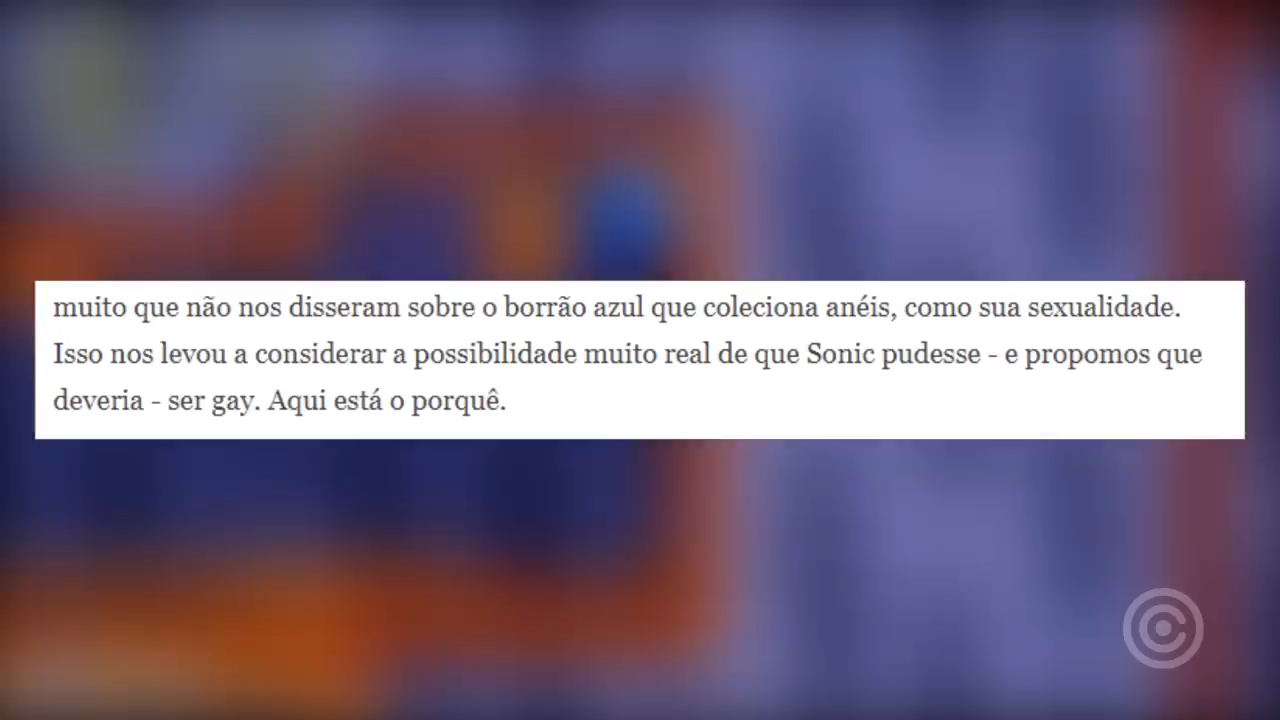 muito que não nos disseram sobre o borrão azul que coleciona anéis, como sua sexualidade.
Isso nos levou a considerar a possibilidade muito real de que Sonic pudesse - e propomos que
deveria - ser gay. Aqui está o porquê.